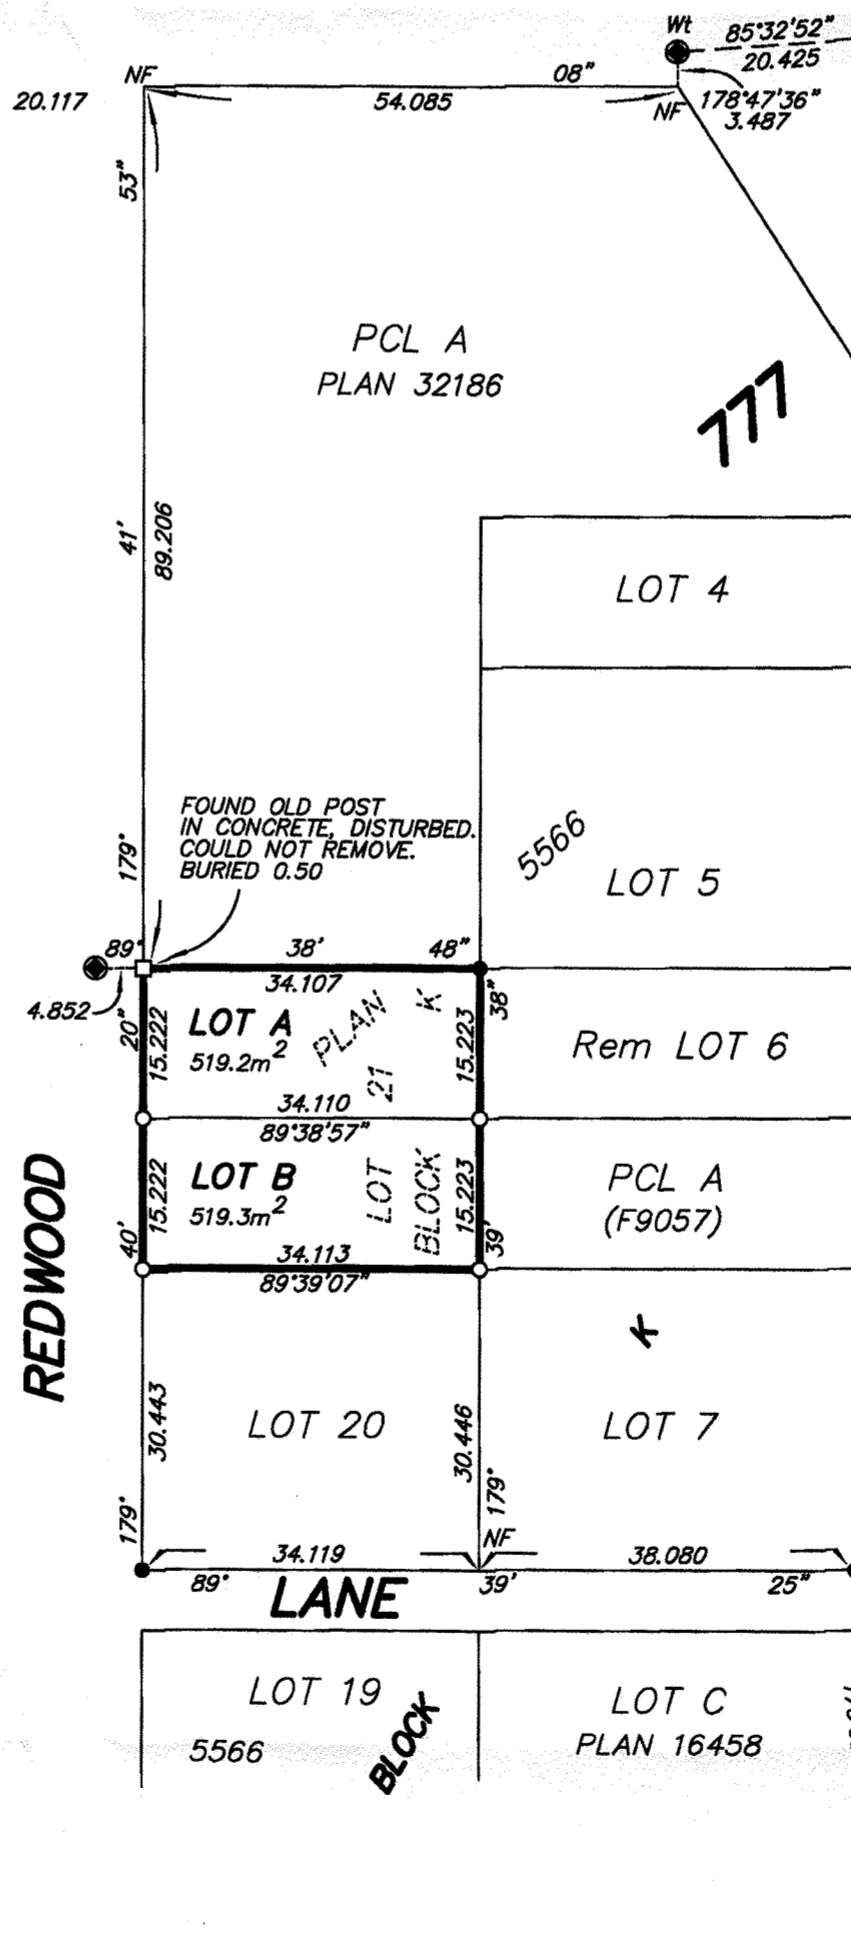 Wt
85°32'52"
20.425
NF
08"
20.117
54.085
NF
178°47'36"
3.487
53"
PCL A
PLAN 32186
777
41'
89.206
LOT 4
FOUND OLD POST
IN CONCRETE, DISTURBED.
COULD NOT REMOVE.
BURIED 0.50
5566
179°
LOT 5
89°
38'
48"
34.107
4.852
20"
15.222
LOT A
519.2m2
PLAN
K
15.223
38"
Rem LOT 6
21
34.110
89°38'57"
LOT B
519.3m2
15.222
LOT
BLOCK
15.223
PCL A
(F9057)
40'
39'
34.113
89°39'07"
REDWOOD
K
30.443
LOT 20
30.446
LOT 7
179°
179°
NF
34.119
38.080
89°
39'
25"
LANE
LOT 19
LOT C
PLAN 16458
5566
BLOCK